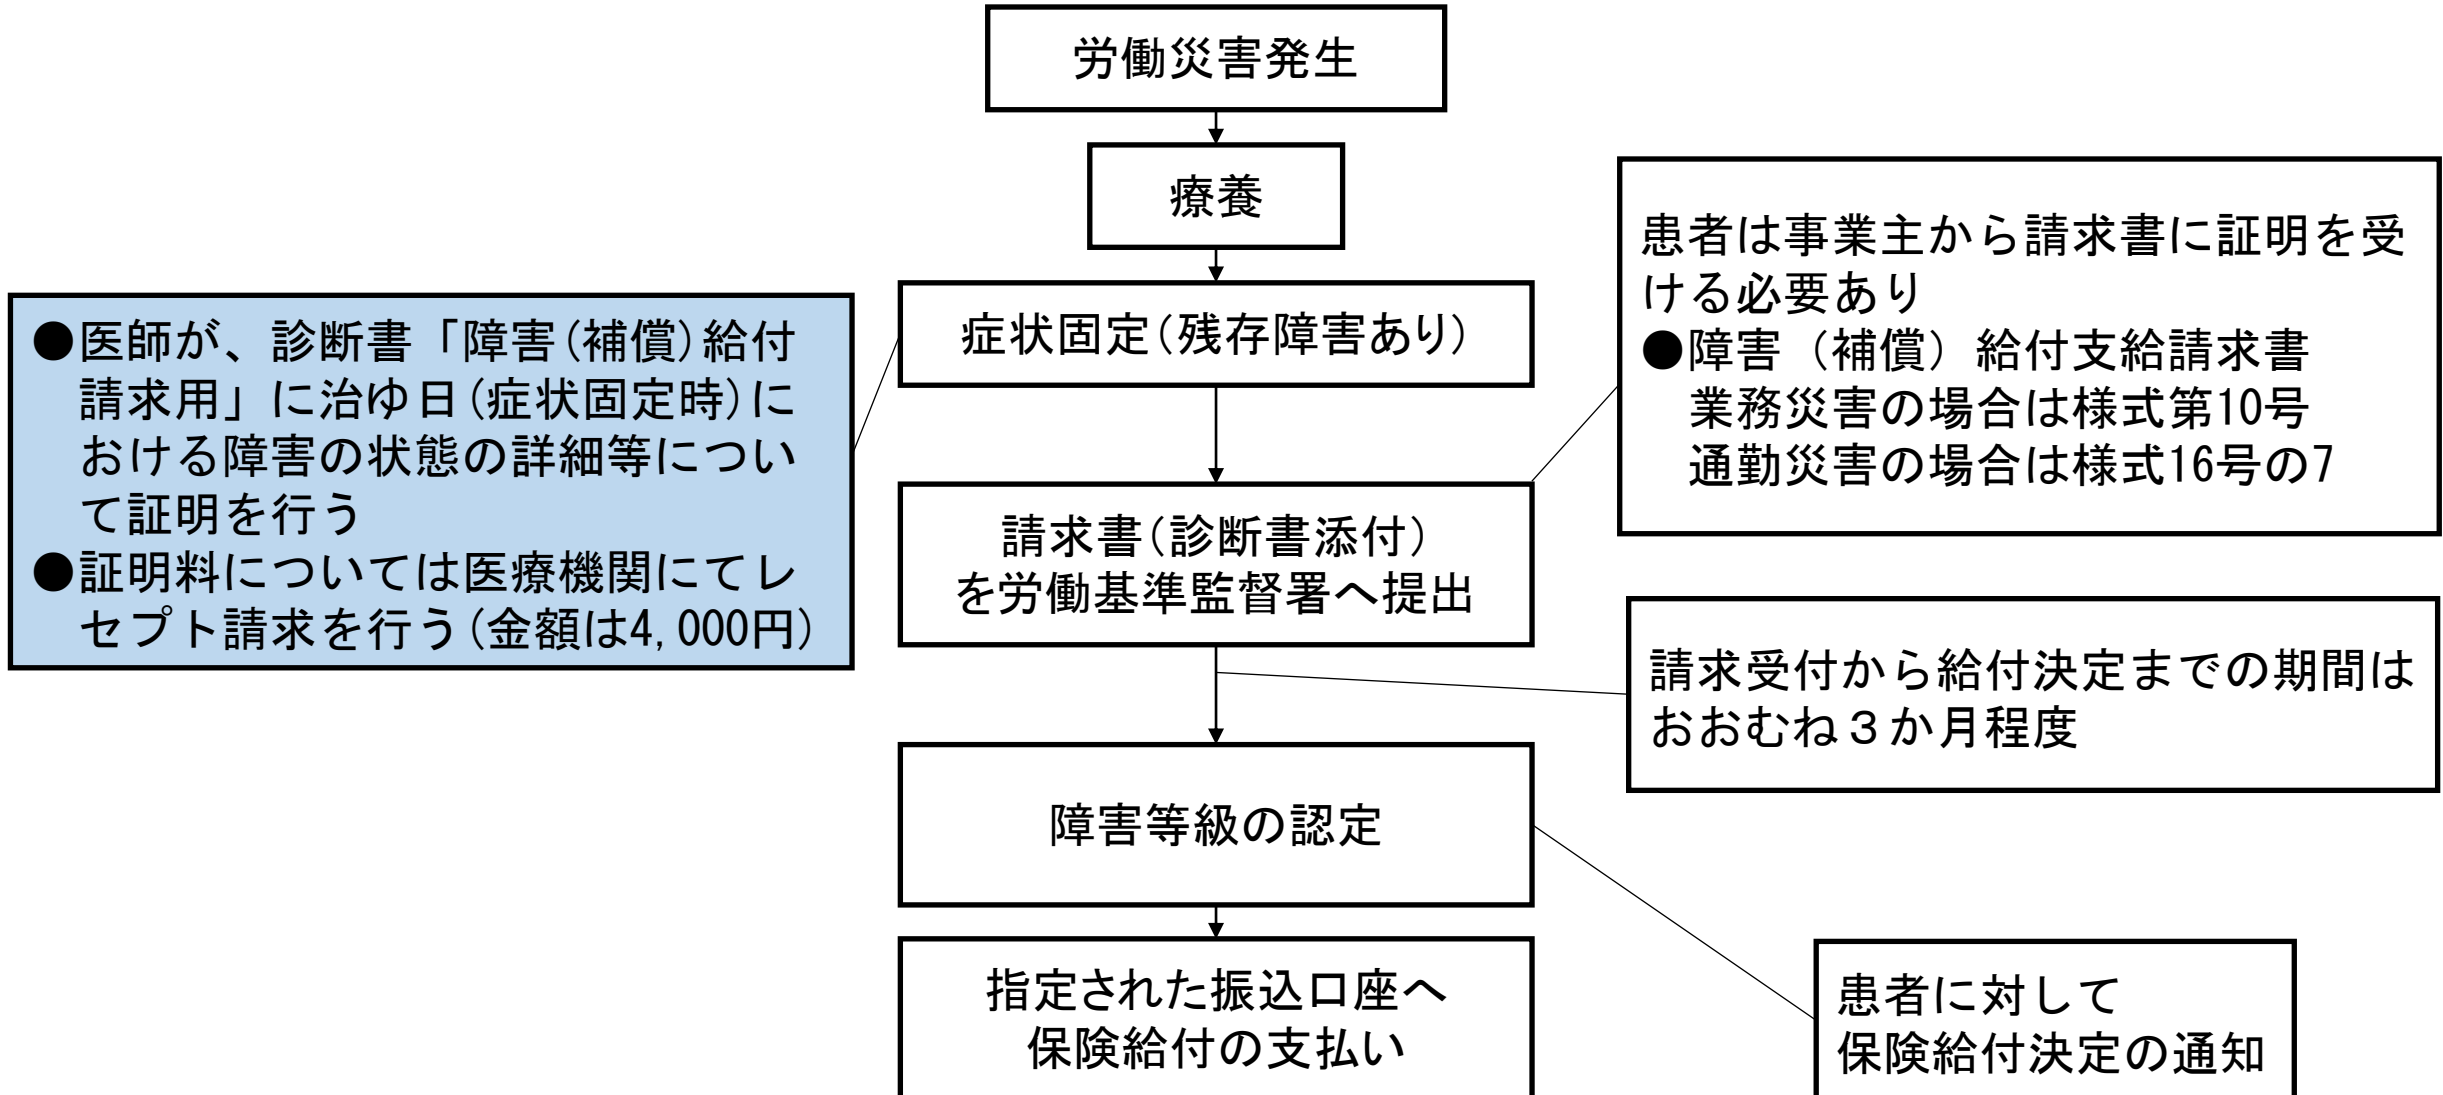 労働災害発生
療養
症状固定(残存障害あり)
●医師が、診断書「障害(補償)給付
請求用」に治ゆ日(症状固定時)に
おける障害の状態の詳細等につい
て証明を行う
●証明料については医療機関にてレ
セプト請求を行う(金額は4,000円)
患者は事業主から請求書に証明を受
ける必要あり
●障害（補償）給付支給請求書
業務災害の場合は様式第10号
通勤災害の場合は様式16号の7
請求書(診断書添付)
を労働基準監督署へ提出
請求受付から給付決定までの期間は
おおむね３か月程度
障害等級の認定
指定された振込口座へ
保険給付の支払い
患者に対して
保険給付決定の通知